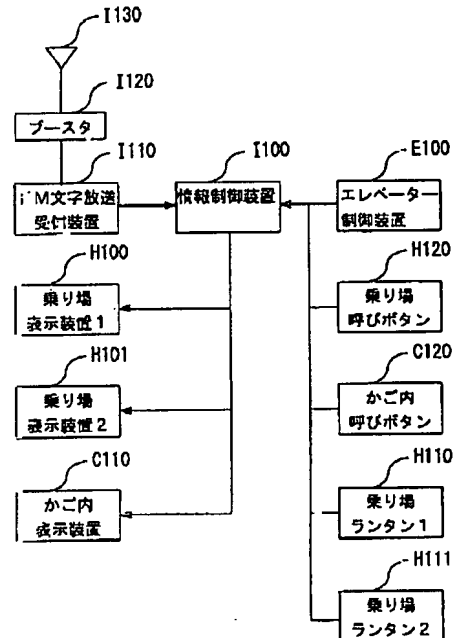 I130
I120
ブースタ
I110
FM文字放送
受付装置
I100
情報制御装置
E100
エレベーター
制御装置
H100
乗り場
表示装置1
H120
乗り場
呼びボタン
H101
乗り場
表示装置2
C120
かご内
呼びボタン
C110
かご内
表示装置
H110
乗り場
ランタン1
H111
乗り場
ランタン2